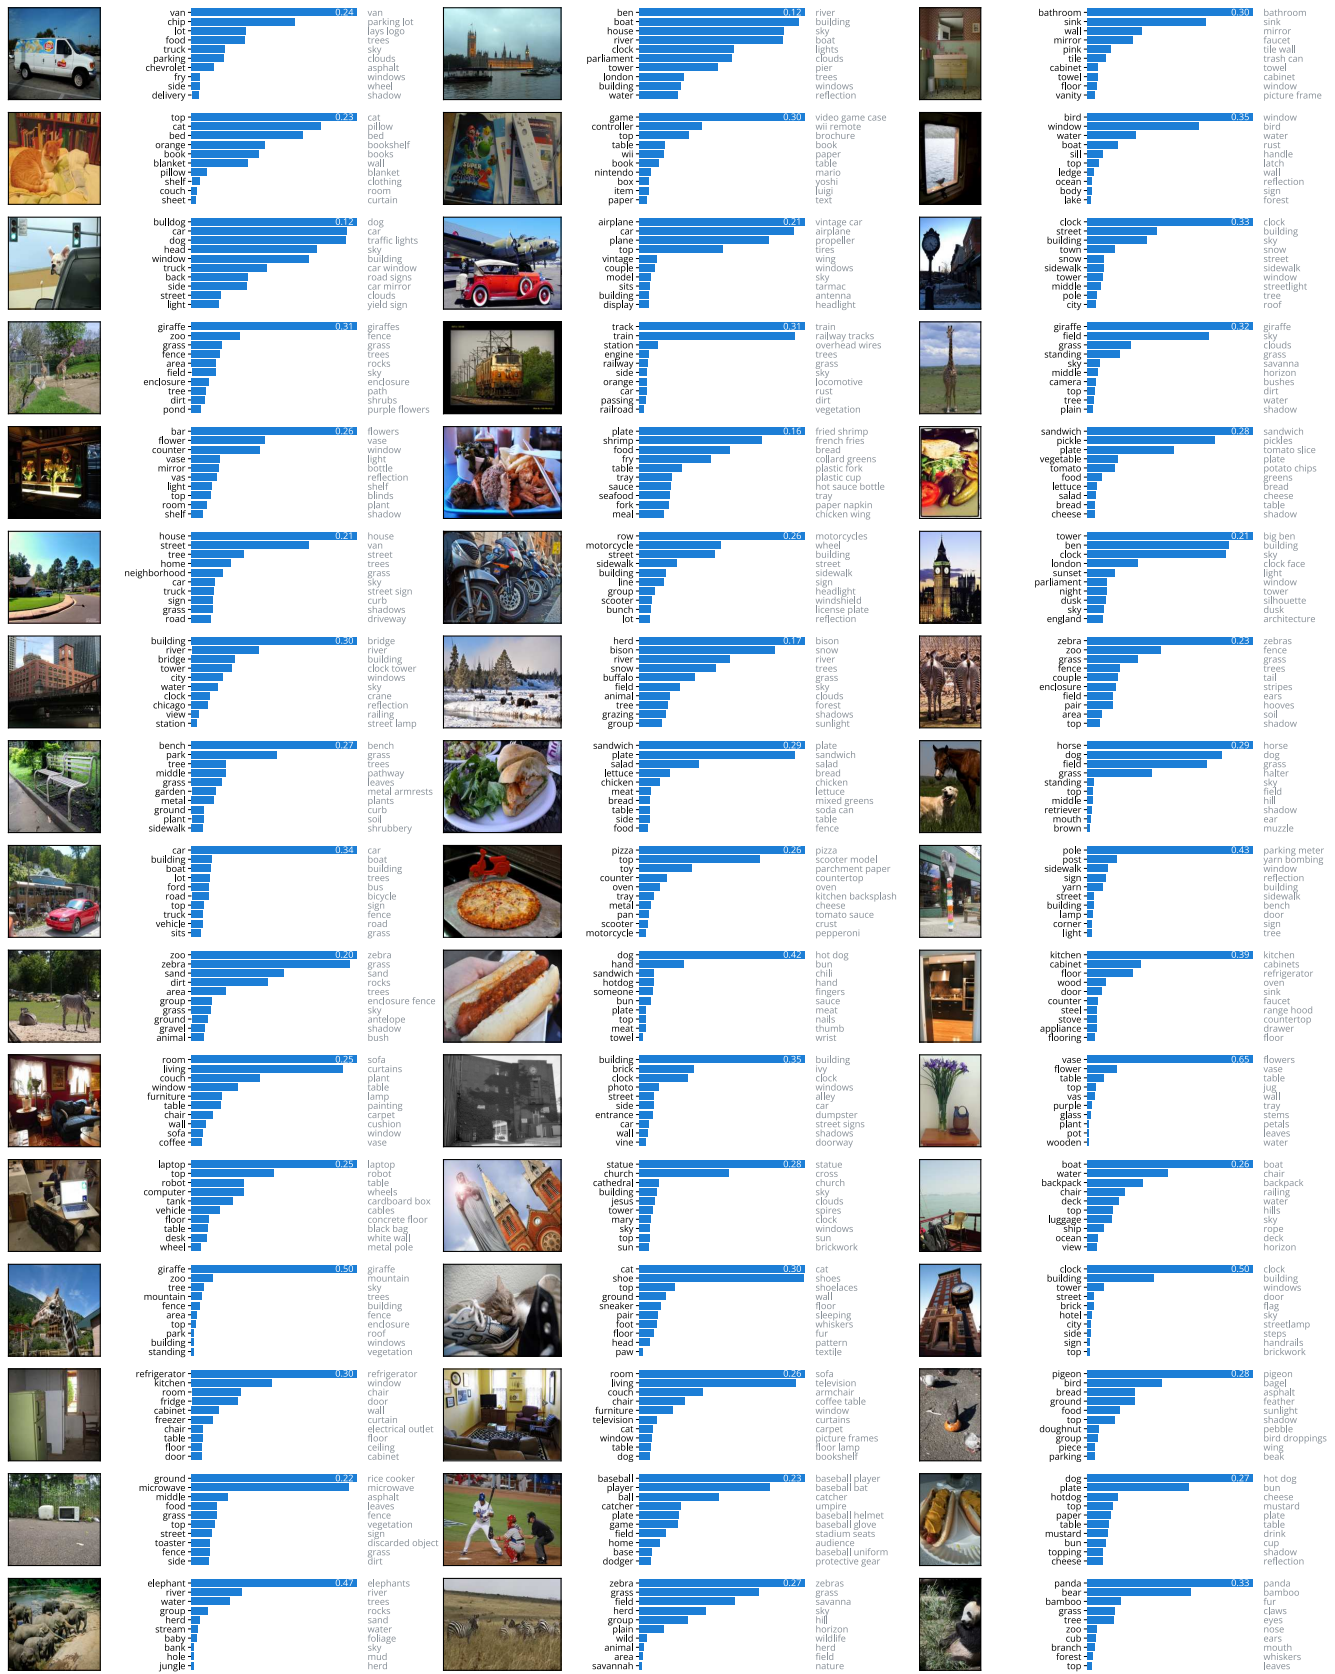 van 0.24 van
chip parking lot
lot lays logo
food trees
truck sky
parking clouds
chevrolet asphalt
fry windows
side wheel
delivery shadow
ben 0.12 river
boat building
house sky
river boat
clock lights
parliament clouds
tower pier
london trees
building windows
water reflection
bathroom 0.30 bathroom
sink sink
wall mirror
mirror faucet
pink tile wall
tile trash can
cabinet towel
towel cabinet
floor window
vanity picture frame
top 0.23 cat
cat pillow
bed bed
orange bookshelf
book books
blanket wall
pillow blanket
shelf clothing
couch room
sheet curtain
game 0.30 video game case
controller wii remote
top brochure
table book
wii paper
book table
nintendo mario
box yoshi
item luigi
paper text
bird 0.35 window
window bird
water water
boat rust
sill handle
top latch
ledge wall
ocean reflection
body sign
lake forest
bulldog 0.12 dog
car car
dog traffic lights
head sky
window building
truck car window
back road signs
side car mirror
street clouds
light yield sign
airplane 0.21 vintage car
car airplane
plane propeller
top tires
vintage wing
couple windows
model sky
sits tarmac
building antenna
display headlight
clock 0.33 clock
street building
building sky
town snow
snow street
sidewalk sidewalk
tower window
middle streetlight
pole tree
city roof
giraffe 0.31 giraffes
zoo fence
grass grass
fence trees
area rocks
field sky
enclosure enclosure
tree path
dirt shrubs
pond purple flowers
track 0.31 train
train railway tracks
station overhead wires
engine trees
railway grass
side sky
orange locomotive
car rust
passing dirt
railroad vegetation
giraffe 0.32 giraffe
field sky
grass clouds
standing grass
sky savanna
middle horizon
camera bushes
top dirt
tree water
plain shadow
bar 0.26 flowers
flower vase
counter window
vase light
mirror bottle
vas reflection
light shelf
top blinds
room plant
shelf shadow
plate 0.16 fried shrimp
shrimp french fries
food bread
fry collard greens
table plastic fork
tray plastic cup
sauce hot sauce bottle
seafood tray
fork paper napkin
meal chicken wing
sandwich 0.28 sandwich
pickle pickles
plate tomato slice
vegetable plate
tomato potato chips
food greens
lettuce bread
salad cheese
bread table
cheese shadow
house 0.21 house
street van
tree street
home trees
neighborhood grass
car sky
truck street sign
sign curb
grass shadows
road driveway
row 0.26 motorcycles
motorcycle wheel
street building
sidewalk street
building sidewalk
line sign
group headlight
scooter windshield
bunch license plate
lot reflection
tower 0.21 big ben
ben building
clock sky
london clock face
sunset light
parliament window
night tower
dusk silhouette
sky dusk
england architecture
building 0.30 bridge
river river
bridge building
tower clock tower
city windows
water sky
clock crane
chicago reflection
view railing
station street lamp
herd 0.17 bison
bison snow
river river
snow trees
buffalo grass
field sky
animal clouds
tree forest
grazing shadows
group sunlight
zebra 0.23 zebras
zoo fence
grass grass
fence trees
couple tail
enclosure stripes
field ears
pair hooves
area soil
top shadow
bench 0.27 bench
park grass
tree trees
middle pathway
grass leaves
garden metal armrests
metal plants
ground curb
plant soil
sidewalk shrubbery
sandwich 0.29 plate
plate sandwich
salad salad
lettuce bread
chicken chicken
meat lettuce
bread mixed greens
table soda can
side table
food fence
horse 0.29 horse
dog dog
field grass
grass halter
standing sky
top field
middle hill
retriever shadow
mouth ear
brown muzzle
car 0.34 car
building boat
boat building
lot trees
ford bus
road bicycle
top sign
truck fence
vehicle road
sits grass
pizza 0.26 pizza
top scooter model
toy parchment paper
counter countertop
oven oven
tray kitchen backsplash
metal cheese
pan tomato sauce
scooter crust
motorcycle pepperoni
pole 0.43 parking meter
post yarn bombing
sidewalk window
sign reflection
yarn building
street sidewalk
building bench
lamp door
corner sign
light tree
zoo 0.20 zebra
zebra grass
sand sand
dirt rocks
area trees
group enclosure fence
grass sky
ground antelope
gravel shadow
animal bush
dog 0.42 hot dog
hand bun
sandwich chili
hotdog hand
someone fingers
bun sauce
plate meat
top nails
meat thumb
towel wrist
kitchen 0.39 kitchen
cabinet cabinets
floor refrigerator
wood oven
door sink
counter faucet
steel range hood
stove countertop
appliance drawer
flooring floor
room 0.25 sofa
living curtains
couch plant
window table
furniture lamp
table painting
chair carpet
wall cushion
sofa window
coffee vase
building 0.35 building
brick ivy
clock clock
photo windows
street alley
side car
entrance dumpster
car street signs
wall shadows
vine doorway
vase 0.65 flowers
flower vase
table table
top jug
vas wall
purple tray
glass stems
plant petals
pot leaves
wooden water
laptop 0.25 laptop
top robot
robot table
computer wheels
tank cardboard box
vehicle cables
floor concrete floor
table black bag
desk white wall
wheel metal pole
statue 0.28 statue
church cross
cathedral church
building sky
jesus clouds
tower spires
mary clock
sky windows
top sun
sun brickwork
boat 0.26 boat
water chair
backpack backpack
chair railing
deck water
top hills
luggage sky
ship rope
ocean deck
view horizon
giraffe 0.50 giraffe
zoo mountain
tree sky
mountain trees
fence building
area fence
top enclosure
park roof
building windows
standing vegetation
cat 0.30 cat
shoe shoes
top shoelaces
ground wall
sneaker floor
pair sleeping
foot whiskers
floor fur
head pattern
paw textile
clock 0.50 clock
building building
tower windows
street door
brick flag
hotel sky
city streetlamp
side steps
sign handrails
top brickwork
refrigerator 0.30 refrigerator
kitchen window
room chair
fridge door
cabinet wall
freezer curtain
chair electrical outlet
table floor
floor ceiling
door cabinet
room 0.26 sofa
living television
couch armchair
chair coffee table
furniture window
television curtains
cat carpet
window picture frames
table floor lamp
dog bookshelf
pigeon 0.28 pigeon
bird bagel
bread asphalt
ground feather
food sunlight
top shadow
doughnut pebble
group bird droppings
piece wing
parking beak
ground 0.22 rice cooker
microwave microwave
middle asphalt
food leaves
grass fence
top vegetation
street sign
toaster discarded object
fence grass
side dirt
baseball 0.23 baseball player
player baseball bat
ball catcher
catcher umpire
plate baseball helmet
game baseball glove
field stadium seats
home audience
base baseball uniform
dodger protective gear
dog 0.27 hot dog
plate bun
hotdog cheese
top mustard
paper plate
table table
mustard drink
bun cup
topping shadow
cheese reflection
elephant 0.47 elephants
river river
water trees
group rocks
herd sand
stream water
baby foliage
bank sky
hole mud
jungle herd
zebra 0.27 zebras
grass grass
field savanna
herd sky
group hill
plain horizon
wild wildlife
animal herd
area field
savannah nature
panda 0.33 panda
bear bamboo
bamboo fur
grass claws
tree eyes
zoo nose
cub ears
branch mouth
forest whiskers
top leaves